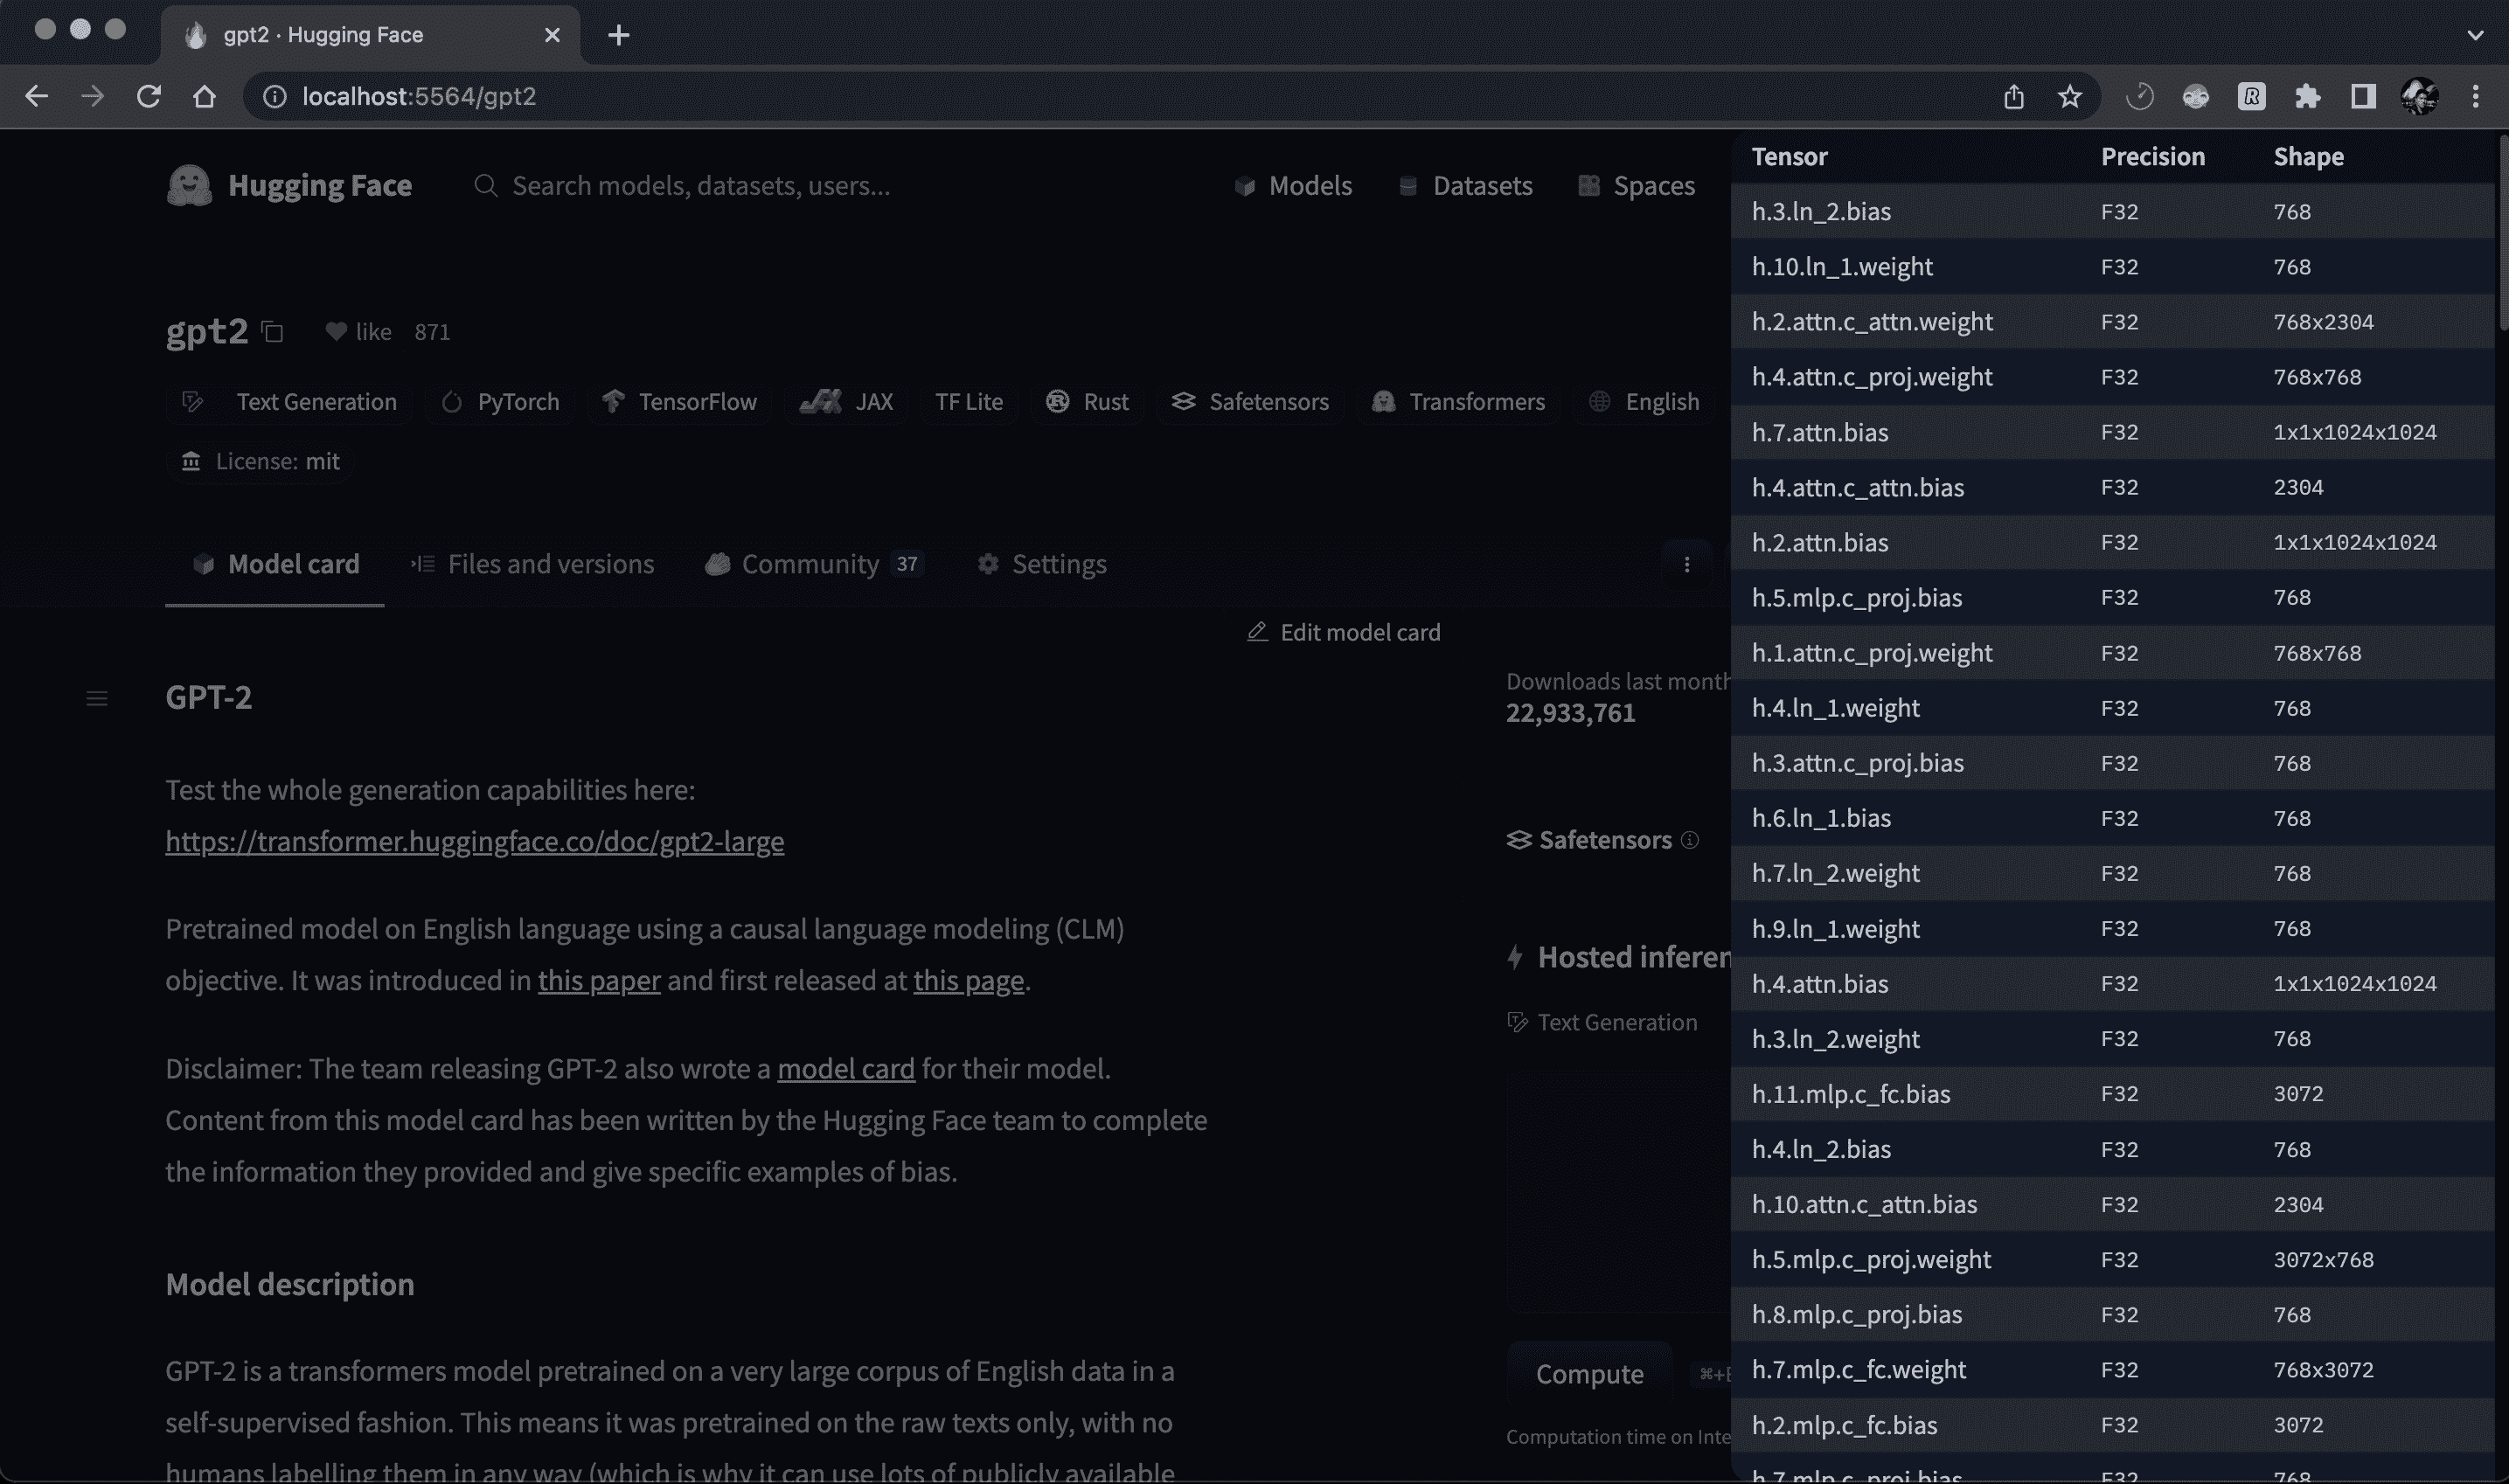 gpt2 · Hugging Face
localhost:5564/gpt2
Hugging Face
Search models, datasets, users...
Models
Datasets
Spaces
gpt2
like
871
Text Generation
PyTorch
TensorFlow
JAX
TF Lite
Rust
Safetensors
Transformers
English
License: mit
Model card
Files and versions
Community 37
Settings
Edit model card
GPT-2
Test the whole generation capabilities here:
https://transformer.huggingface.co/doc/gpt2-large
Pretrained model on English language using a causal language modeling (CLM)
objective. It was introduced in this paper and first released at this page.
Disclaimer: The team releasing GPT-2 also wrote a model card for their model.
Content from this model card has been written by the Hugging Face team to complete
the information they provided and give specific examples of bias.
Model description
GPT-2 is a transformers model pretrained on a very large corpus of English data in a
self-supervised fashion. This means it was pretrained on the raw texts only, with no
humans labelling them in any way (which is why it can use lots of publicly available
Downloads last month
22,933,761
Safetensors
Hosted inferen
Text Generation
Compute
⌘+E
Computation time on Inte
Tensor Precision Shape
h.3.ln_2.bias F32 768
h.10.ln_1.weight F32 768
h.2.attn.c_attn.weight F32 768x2304
h.4.attn.c_proj.weight F32 768x768
h.7.attn.bias F32 1x1x1024x1024
h.4.attn.c_attn.bias F32 2304
h.2.attn.bias F32 1x1x1024x1024
h.5.mlp.c_proj.bias F32 768
h.1.attn.c_proj.weight F32 768x768
h.4.ln_1.weight F32 768
h.3.attn.c_proj.bias F32 768
h.6.ln_1.bias F32 768
h.7.ln_2.weight F32 768
h.9.ln_1.weight F32 768
h.4.attn.bias F32 1x1x1024x1024
h.3.ln_2.weight F32 768
h.11.mlp.c_fc.bias F32 3072
h.4.ln_2.bias F32 768
h.10.attn.c_attn.bias F32 2304
h.5.mlp.c_proj.weight F32 3072x768
h.8.mlp.c_proj.bias F32 768
h.7.mlp.c_fc.weight F32 768x3072
h.2.mlp.c_fc.bias F32 3072
h.7.mlp.c_proj.bias F32 768